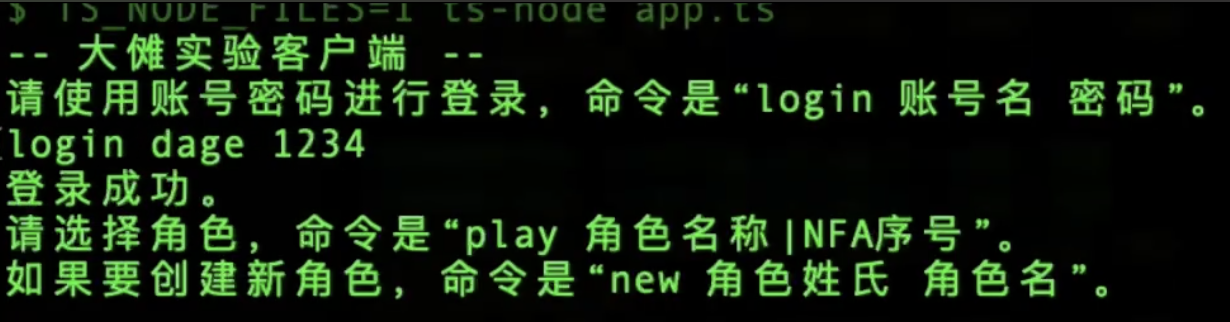 $ TS_NODE_FILES=1 ts-node app.ts
-- 大傩实验客户端 --
请使用账号密码进行登录，命令是“login 账号名 密码”。
login dage 1234
登录成功。
请选择角色，命令是“play 角色名称|NFA序号”。
如果要创建新角色，命令是“new 角色姓氏 角色名”。